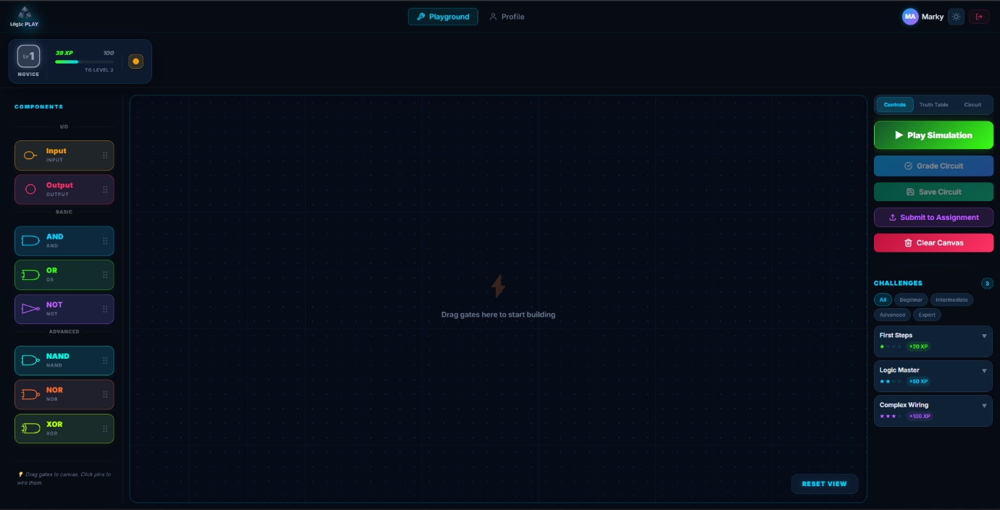 LOgic PLAY
Playground
Profile
MA
Marky
Lv 1
NOVICE
39 XP
100
TO LEVEL 2
COMPONENTS
I/O
Input
INPUT
Output
OUTPUT
BASIC
AND
AND
OR
OR
NOT
NOT
ADVANCED
NAND
NAND
NOR
NOR
XOR
XOR
Drag gates to canvas. Click pins to
wire them.
Drag gates here to start building
RESET VIEW
Controls
Truth Table
Circuit
Play Simulation
Grade Circuit
Save Circuit
Submit to Assignment
Clear Canvas
CHALLENGES
3
All
Beginner
Intermediate
Advanced
Expert
First Steps
+20 XP
Logic Master
+50 XP
Complex Wiring
+100 XP